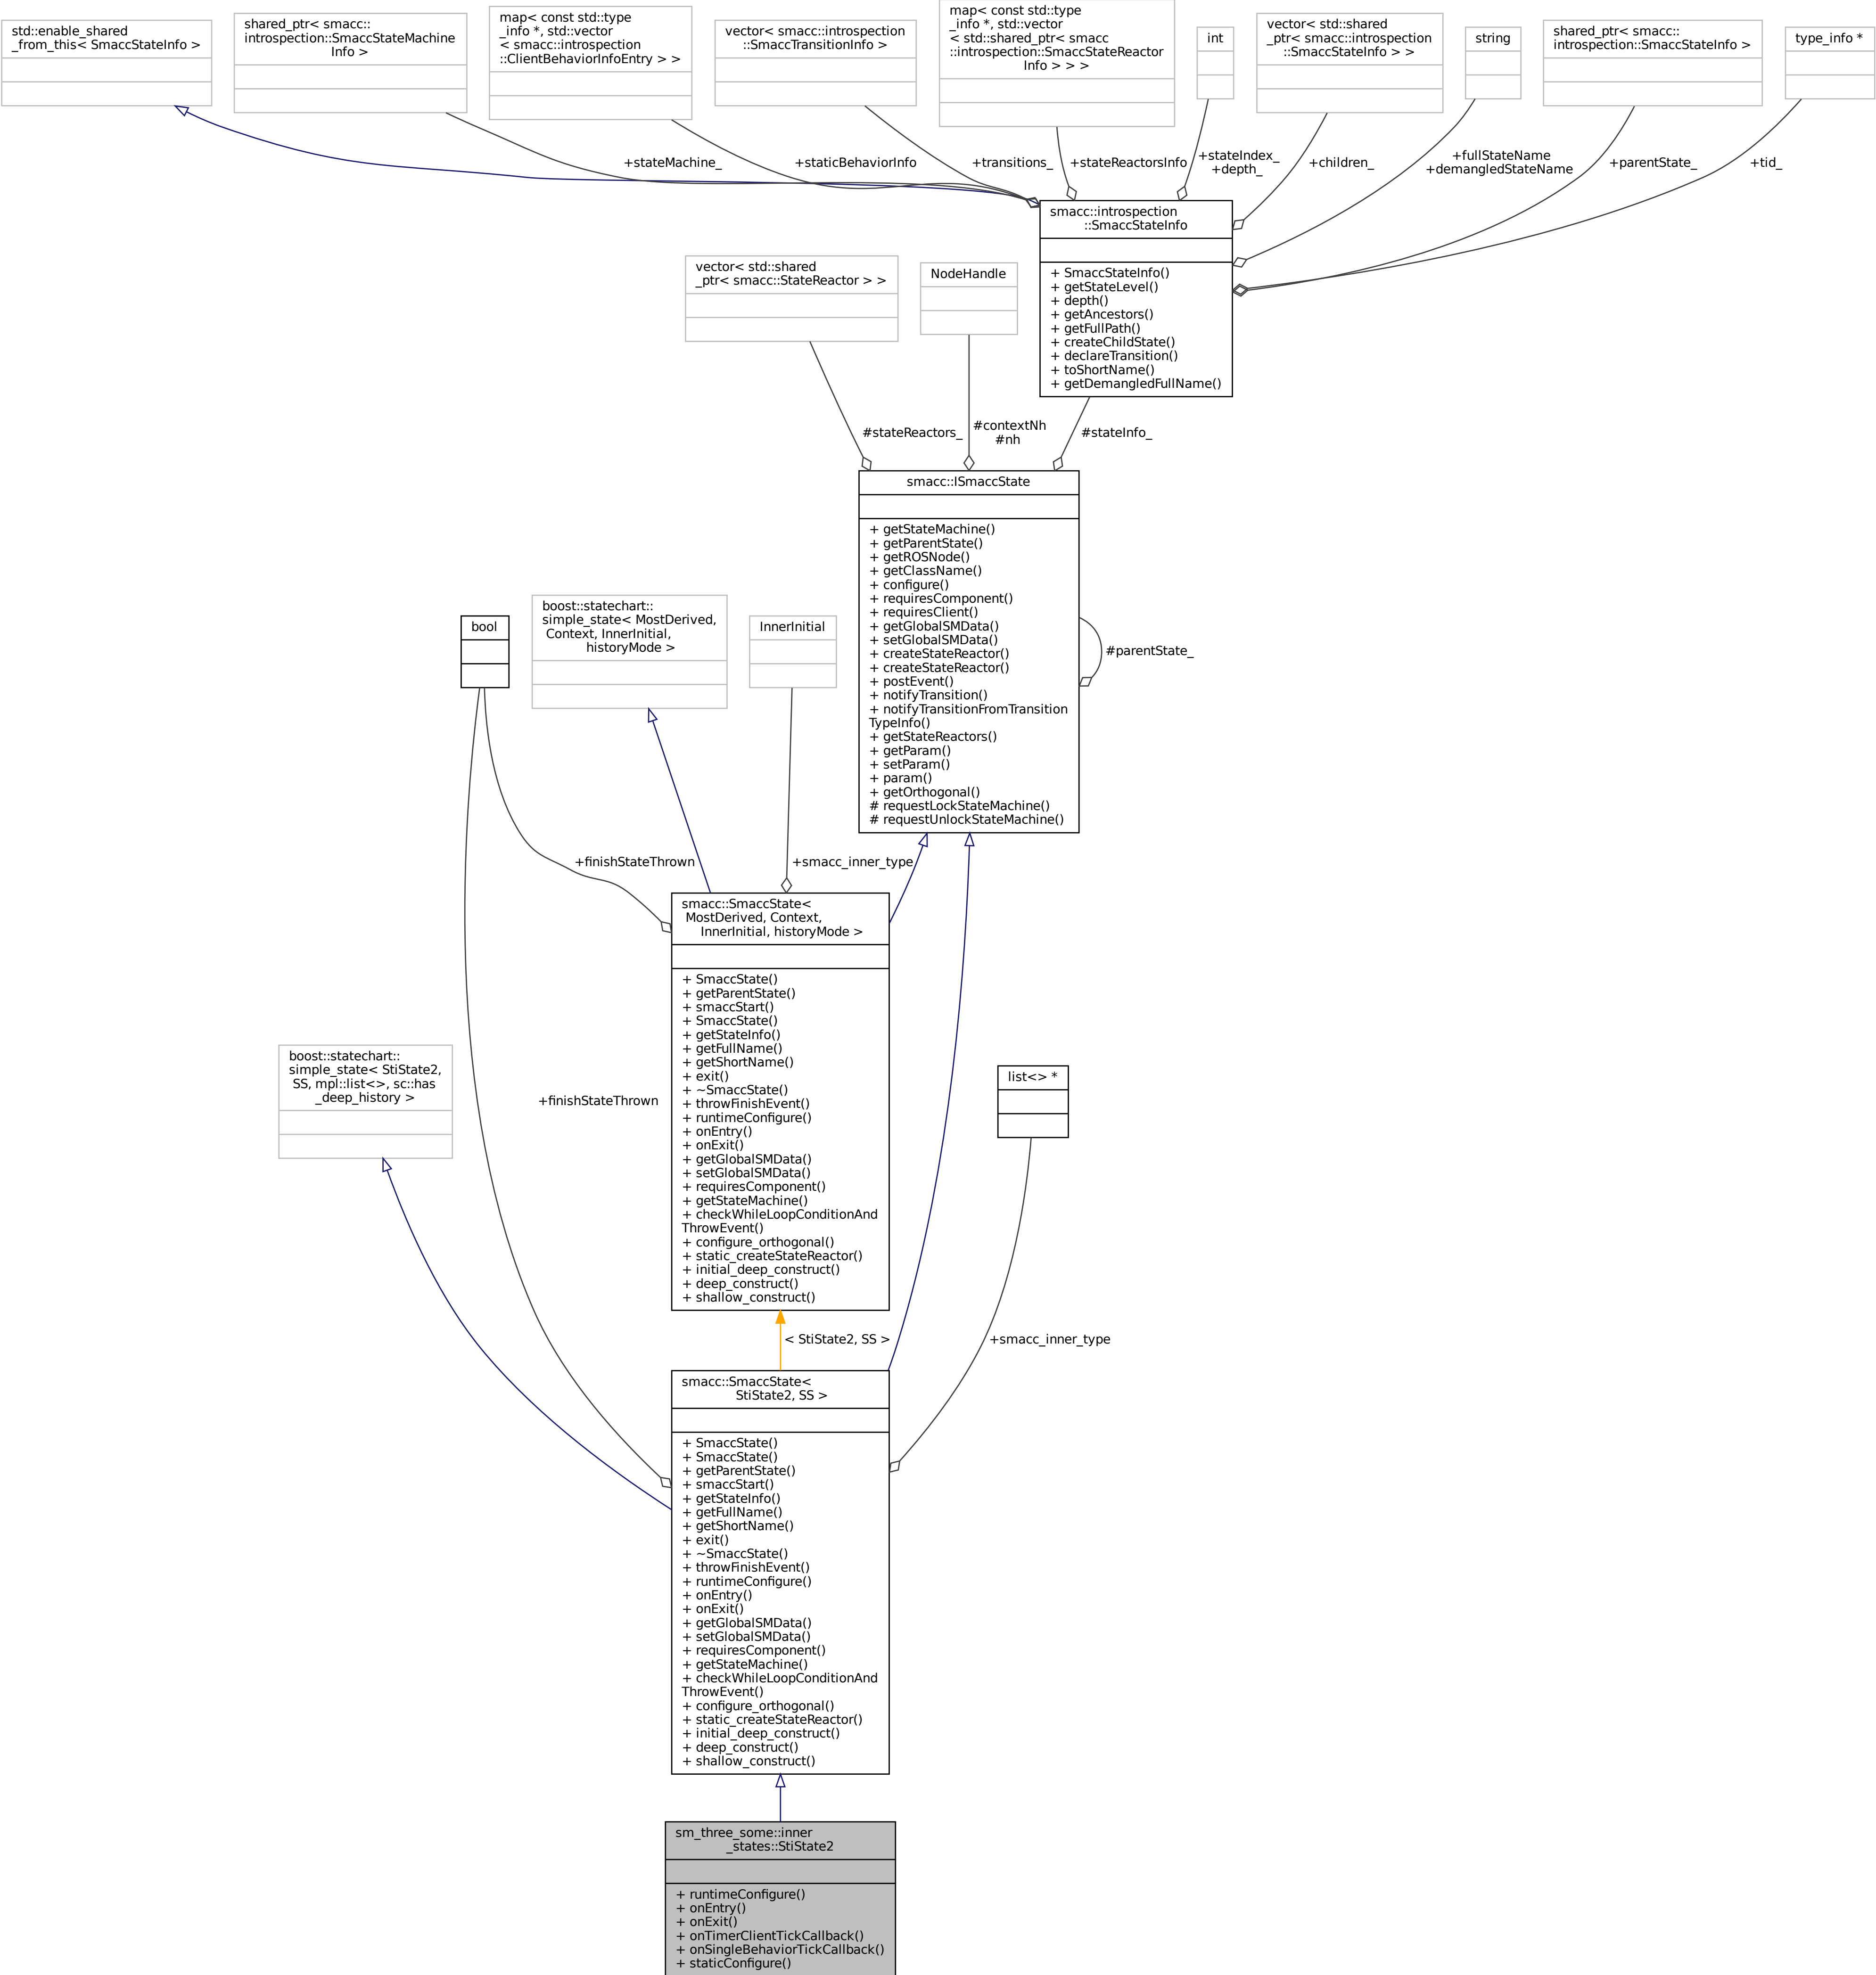 std::enable_shared
_from_this< SmaccStateInfo >
shared_ptr< smacc::
introspection::SmaccStateMachine
Info >
map< const std::type
_info *, std::vector
< smacc::introspection
::ClientBehaviorInfoEntry > >
vector< smacc::introspection
::SmaccTransitionInfo >
map< const std::type
_info *, std::vector
< std::shared_ptr< smacc
::introspection::SmaccStateReactor
Info > > >
int
vector< std::shared
_ptr< smacc::introspection
::SmaccStateInfo > >
string
shared_ptr< smacc::
introspection::SmaccStateInfo >
type_info *
+stateMachine_
+staticBehaviorInfo
+transitions_
+stateReactorsInfo
+stateIndex_
+depth_
+children_
+fullStateName
+demangledStateName
+parentState_
+tid_
smacc::introspection
::SmaccStateInfo
+ SmaccStateInfo()
+ getStateLevel()
+ depth()
+ getAncestors()
+ getFullPath()
+ createChildState()
+ declareTransition()
+ toShortName()
+ getDemangledFullName()
vector< std::shared
_ptr< smacc::StateReactor > >
NodeHandle
#stateReactors_
#contextNh
#nh
#stateInfo_
smacc::ISmaccState
+ getStateMachine()
+ getParentState()
+ getROSNode()
+ getClassName()
+ configure()
+ requiresComponent()
+ requiresClient()
+ getGlobalSMData()
+ setGlobalSMData()
+ createStateReactor()
+ createStateReactor()
+ postEvent()
+ notifyTransition()
+ notifyTransitionFromTransition
TypeInfo()
+ getStateReactors()
+ getParam()
+ setParam()
+ param()
+ getOrthogonal()
# requestLockStateMachine()
# requestUnlockStateMachine()
#parentState_
bool
boost::statechart::
simple_state< MostDerived,
Context, InnerInitial,
historyMode >
InnerInitial
+finishStateThrown
+smacc_inner_type
smacc::SmaccState<
MostDerived, Context,
InnerInitial, historyMode >
+ SmaccState()
+ getParentState()
+ smaccStart()
+ SmaccState()
+ getStateInfo()
+ getFullName()
+ getShortName()
+ exit()
+ ~SmaccState()
+ throwFinishEvent()
+ runtimeConfigure()
+ onEntry()
+ onExit()
+ getGlobalSMData()
+ setGlobalSMData()
+ requiresComponent()
+ getStateMachine()
+ checkWhileLoopConditionAnd
ThrowEvent()
+ configure_orthogonal()
+ static_createStateReactor()
+ initial_deep_construct()
+ deep_construct()
+ shallow_construct()
boost::statechart::
simple_state< StiState2,
SS, mpl::list<>, sc::has
_deep_history >
+finishStateThrown
list<> *
< StiState2, SS >
+smacc_inner_type
smacc::SmaccState<
StiState2, SS >
+ SmaccState()
+ SmaccState()
+ getParentState()
+ smaccStart()
+ getStateInfo()
+ getFullName()
+ getShortName()
+ exit()
+ ~SmaccState()
+ throwFinishEvent()
+ runtimeConfigure()
+ onEntry()
+ onExit()
+ getGlobalSMData()
+ setGlobalSMData()
+ requiresComponent()
+ getStateMachine()
+ checkWhileLoopConditionAnd
ThrowEvent()
+ configure_orthogonal()
+ static_createStateReactor()
+ initial_deep_construct()
+ deep_construct()
+ shallow_construct()
sm_three_some::inner
_states::StiState2
+ runtimeConfigure()
+ onEntry()
+ onExit()
+ onTimerClientTickCallback()
+ onSingleBehaviorTickCallback()
+ staticConfigure()